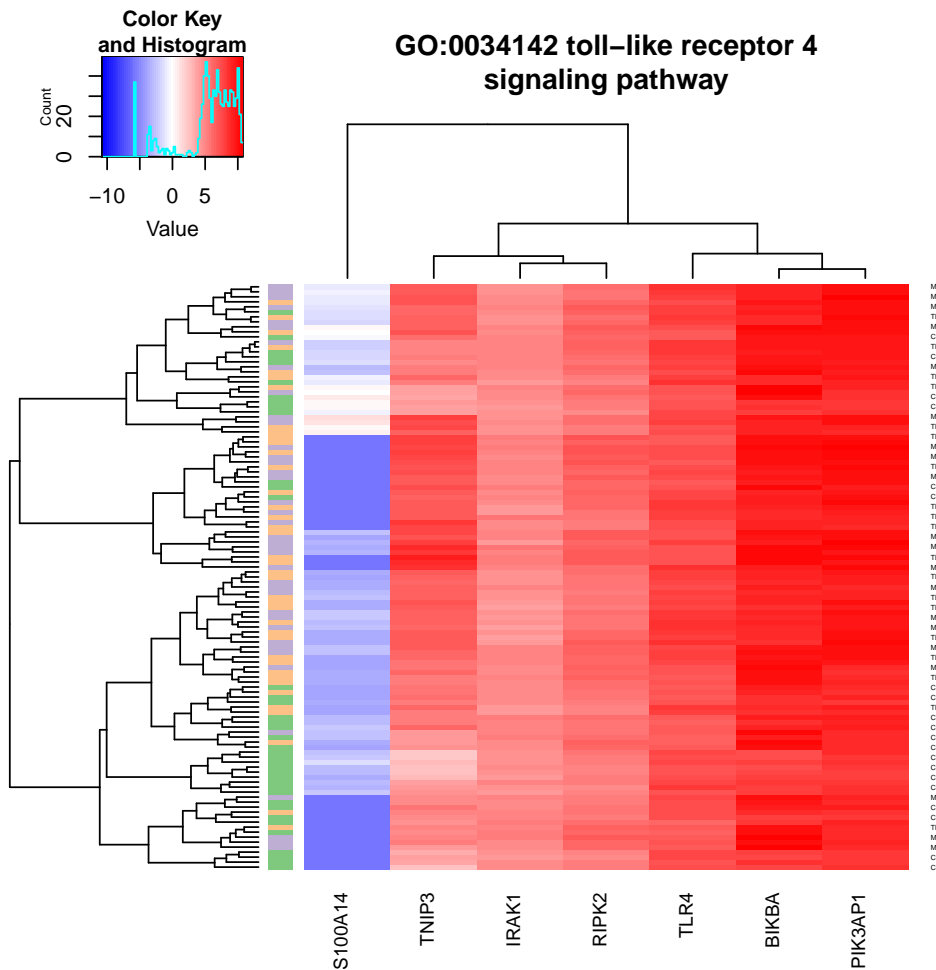 Color Key
and Histogram
Count
0
20
−10
0
5
Value
GO:0034142 toll−like receptor 4
signaling pathway
S100A14
TNIP3
IRAK1
RIPK2
TLR4
BIKBA
PIK3AP1